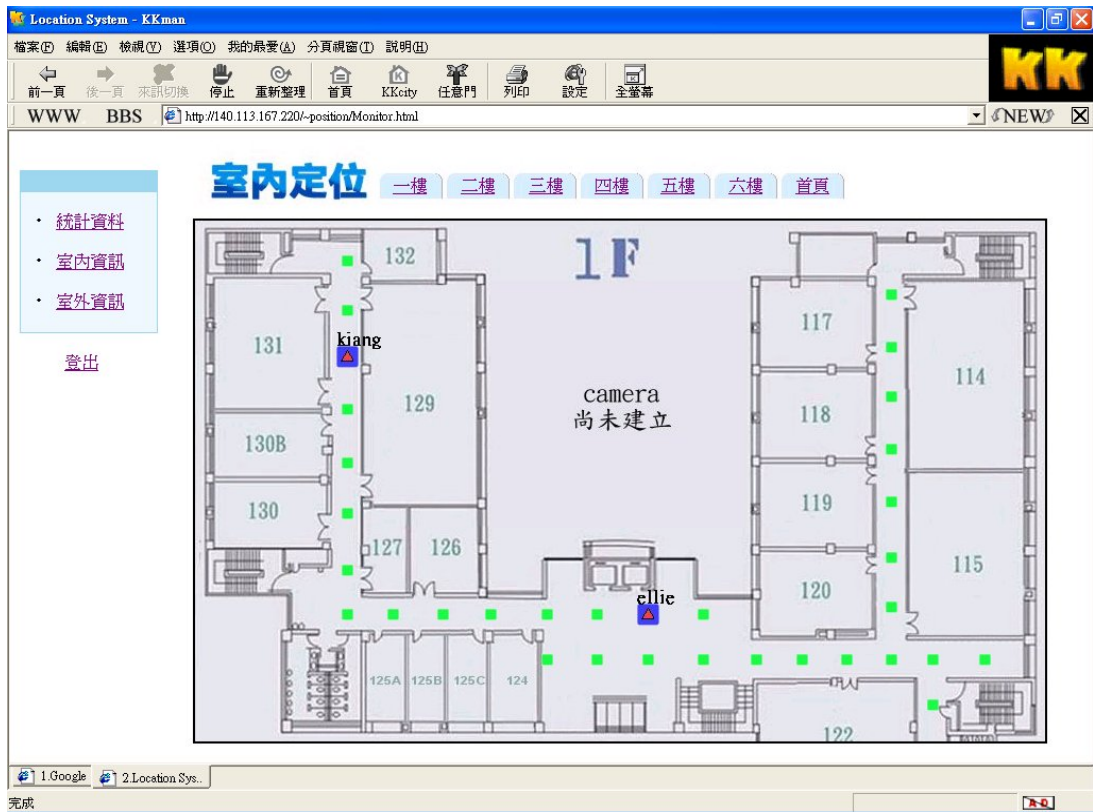 Location System - KKman
檔案(F) 編輯(E) 檢視(V) 選項(O) 我的最愛(A) 分頁視窗(T) 說明(H)
前一頁 後一頁 來訊切換 停止 重新整理 首頁 KKcity 任意門 列印 設定 全螢幕
KK
WWW BBS http://140.113.167.220/~position/Monitor.html NEW
室內定位 一樓 二樓 三樓 四樓 五樓 六樓 首頁
· 統計資料
· 室內資訊
· 室外資訊
登出
1F
132
117
131
kiang
114
129
camera
尚未建立
118
130B
119
130
127 126
115
120
ellie
125A 125B 125C 124
122
1.Google 2.Location Sys..
完成
AD